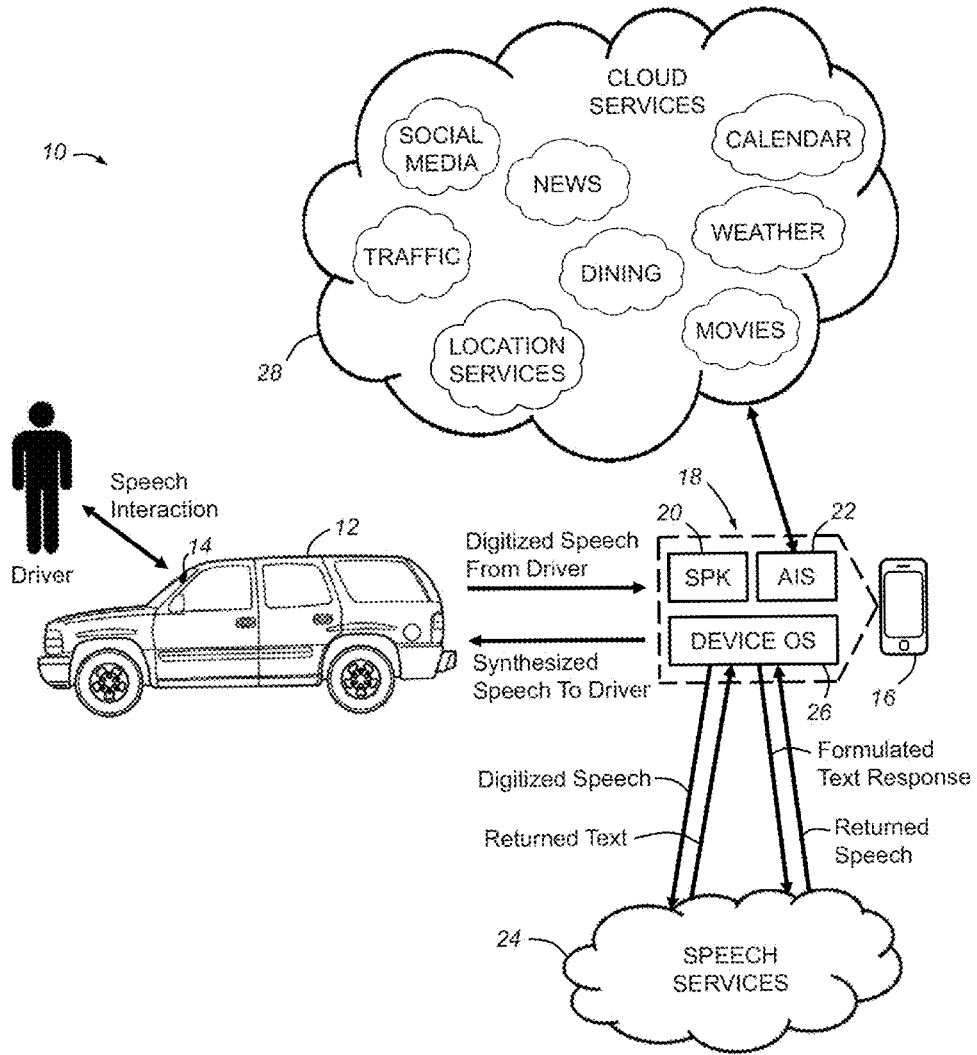 CLOUD
SERVICES
SOCIAL
MEDIA
CALENDAR
10
NEWS
WEATHER
TRAFFIC
DINING
MOVIES
LOCATION
SERVICES
28
Speech
Interaction
Driver
14
12
Digitized Speech
From Driver
Synthesized
Speech To Driver
18
20
22
SPK
AIS
DEVICE OS
26
16
Digitized Speech
Formulated
Text Response
Returned Text
Returned
Speech
24
SPEECH
SERVICES